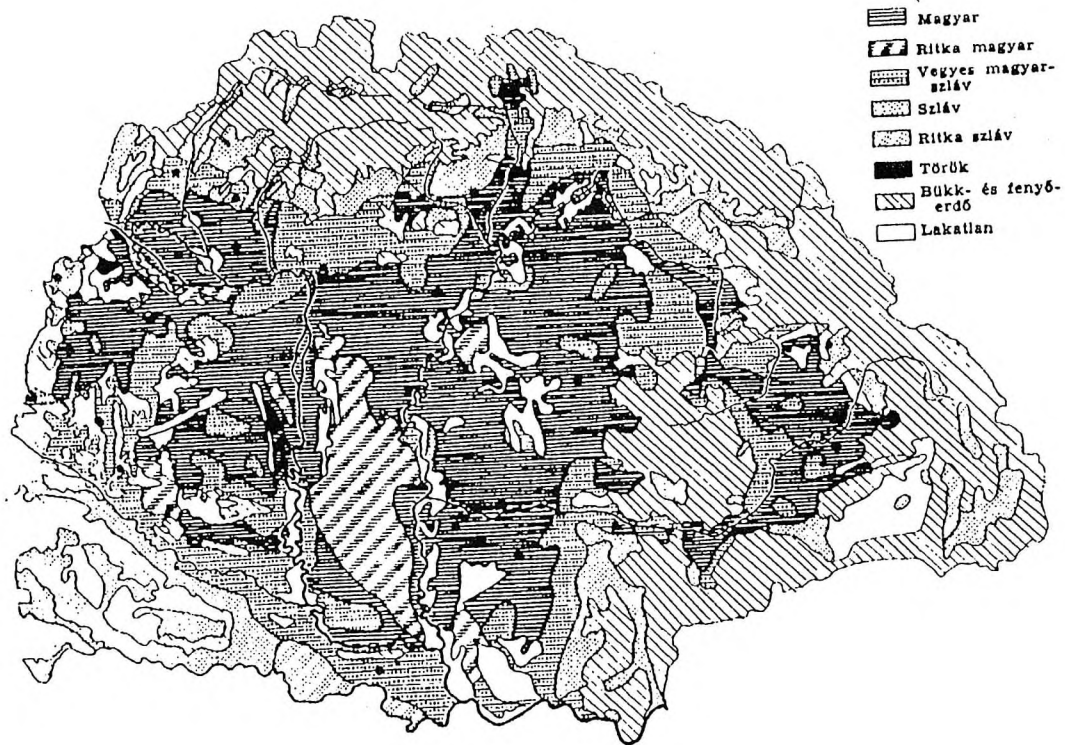 Magyar
Ritka magyar
Vegyes magyar-
szláv
Szláv
Ritka szláv
Török
Bükk- és fenyő-
erdő
Lakatlan